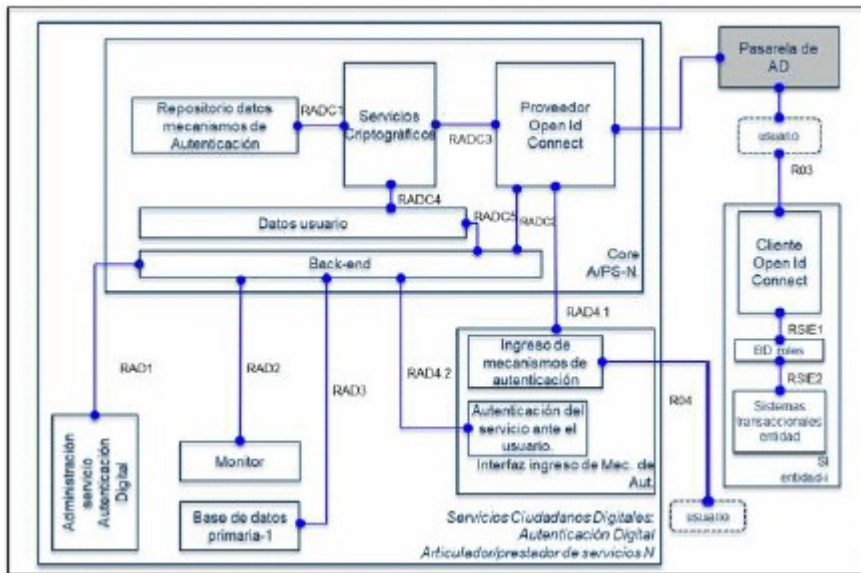 Pasarela de
AD
usuario
R03
Repositorio datos
mecanismos de
Autenticación
RADC1
Servicios
Criptográficos
RADC3
Proveedor
Open Id
Connect
RADC4
RADC5
RADC2
Datos usuario
Back-end
Core
A/PS-N.
Cliente
Open Id
Connect
RSIE1
BD roles
RSIE2
Sistemas
transaccionales
entidad
SI
entidad-i
RAD1
RAD2
RAD3
RAD4.2
RAD4.1
R04
Ingreso de
mecanismos de
autenticación
Autenticación del
servicio ante el
usuario.
Interfaz ingreso de Mec. de
Aut.
Administración
servicio
Autenticación
Digital
Monitor
Base de datos
primaria-1
usuario
Servicios Ciudadanos Digitales:
Autenticación Digital
Articulador/prestador de servicios N